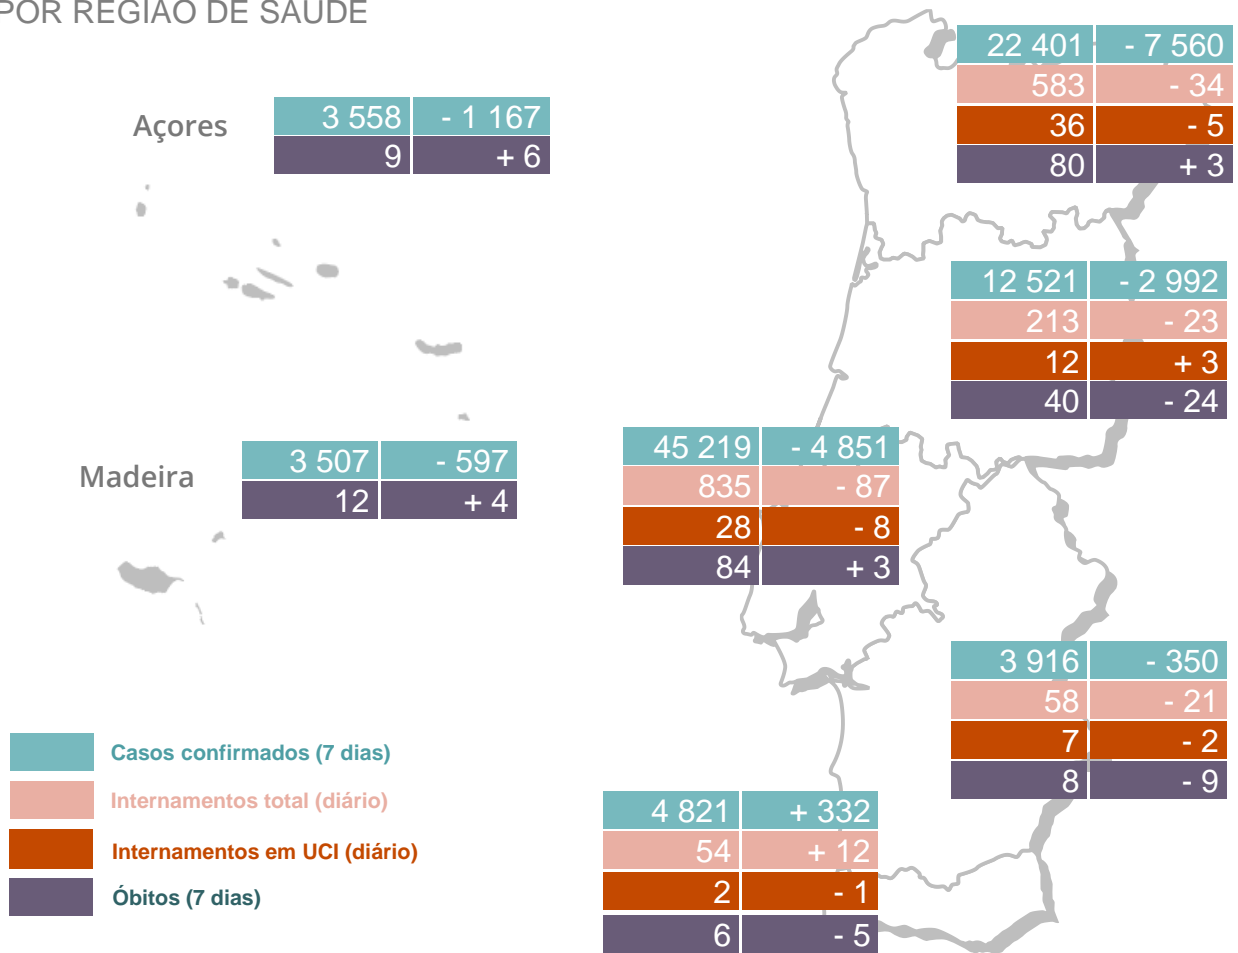 POR REGIÃO DE SAÚDE
22 401 - 7 560
583 - 34
36 - 5
80 + 3
Açores
3 558 - 1 167
9 + 6
12 521 - 2 992
213 - 23
12 + 3
40 - 24
Madeira
3 507 - 597
12 + 4
45 219 - 4 851
835 - 87
28 - 8
84 + 3
3 916 - 350
58 - 21
7 - 2
8 - 9
4 821 + 332
54 + 12
2 - 1
6 - 5
Casos confirmados (7 dias)
Internamentos total (diário)
Internamentos em UCI (diário)
Óbitos (7 dias)